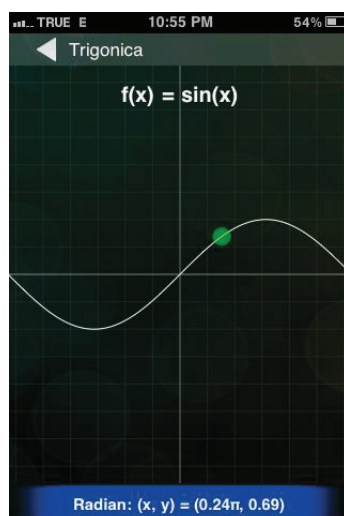 TRUE E 10:55 PM 54%
Trigonica
f(x) = sin(x)
Radian: (x, y) = (0.24π, 0.69)